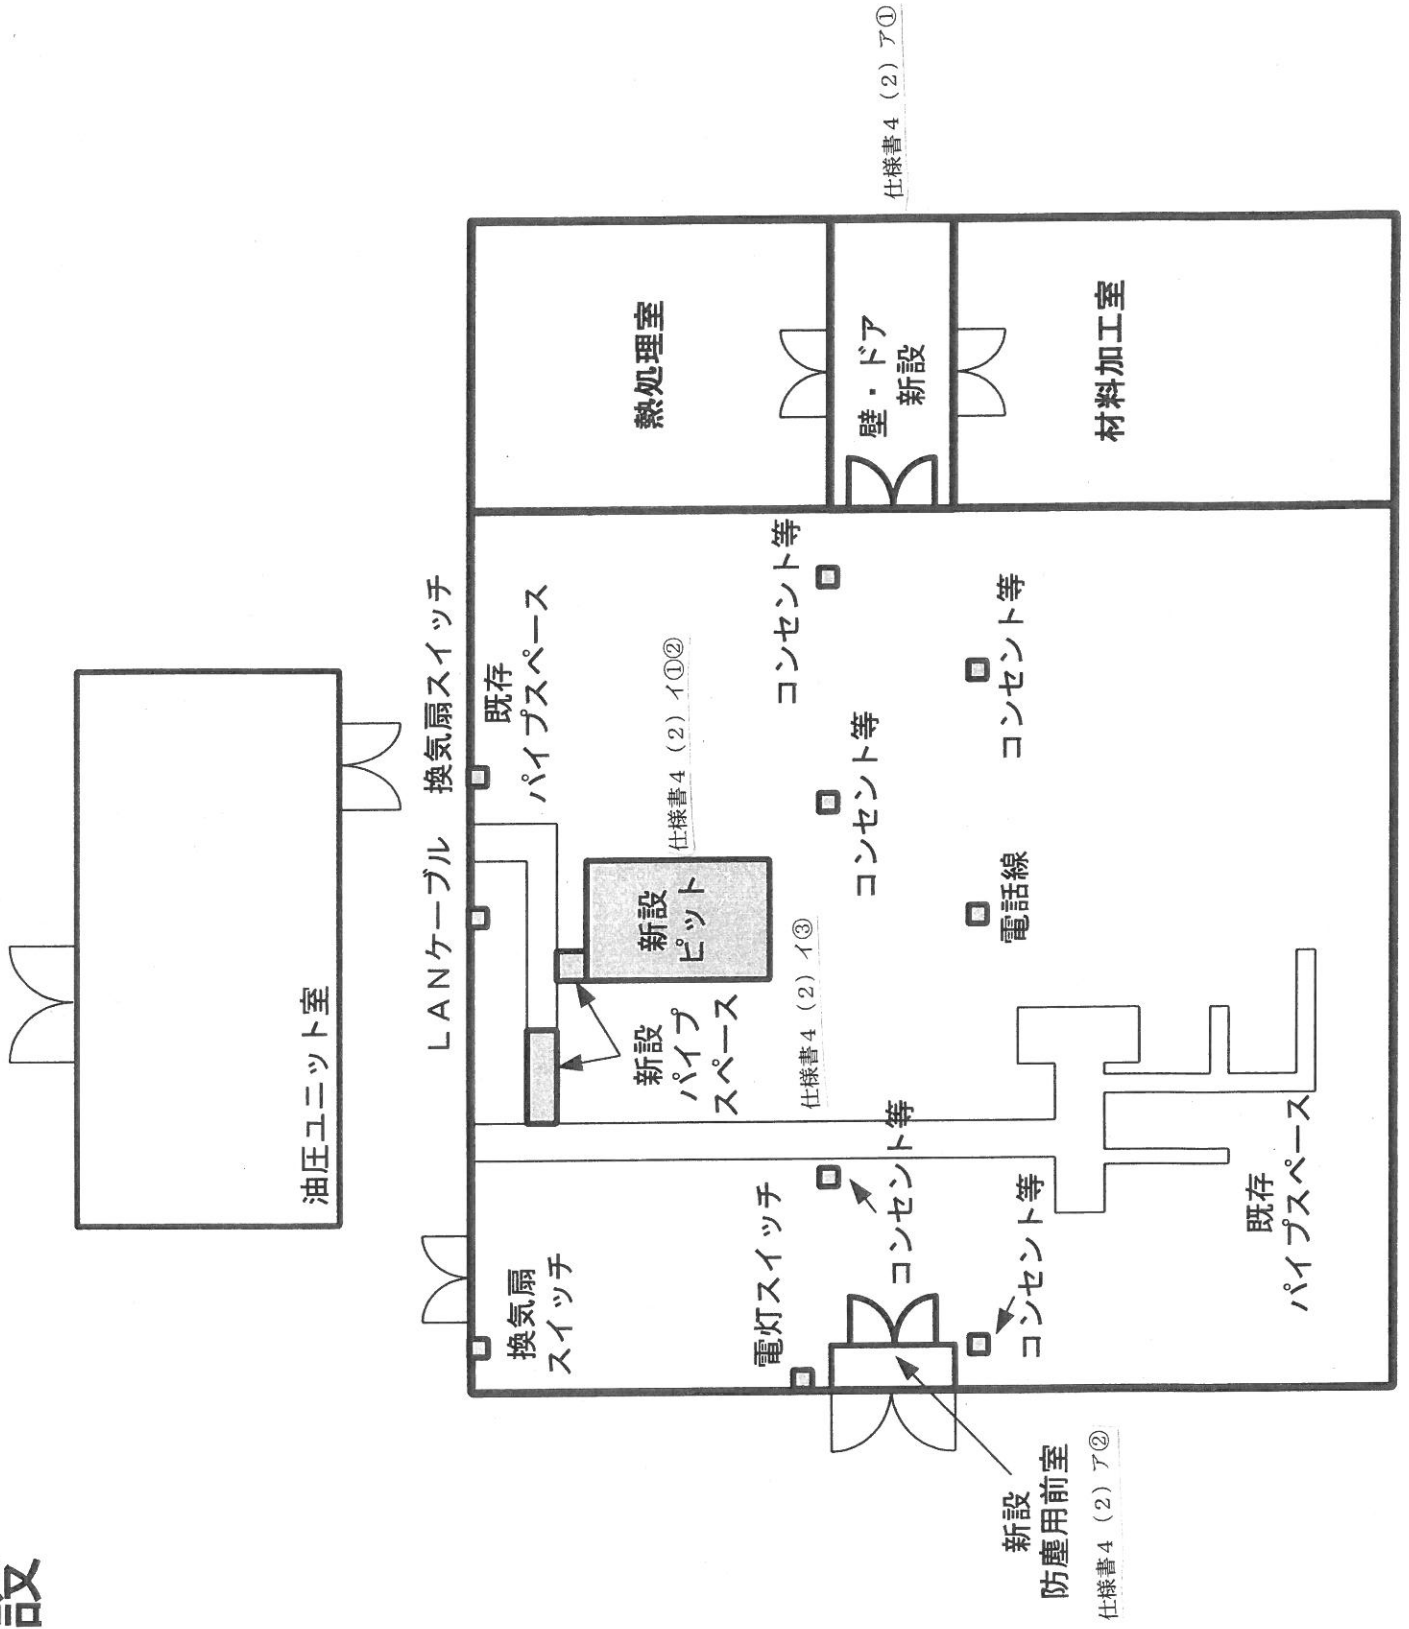 設
油圧ユニット室
LANケーブル
換気扇スイッチ
換気扇
スイッチ
既存
パイプスペース
新設
パイプ
スペース
新設
ピット
仕様書4（2）イ①②
熱処理室
電灯スイッチ
仕様書4（2）イ③
コンセント等
コンセント等
コンセント等
壁・ドア
新設
仕様書4（2）ア①
新設
防塵用前室
仕様書4（2）ア②
コンセント等
電話線
コンセント等
材料加工室
既存
パイプスペース